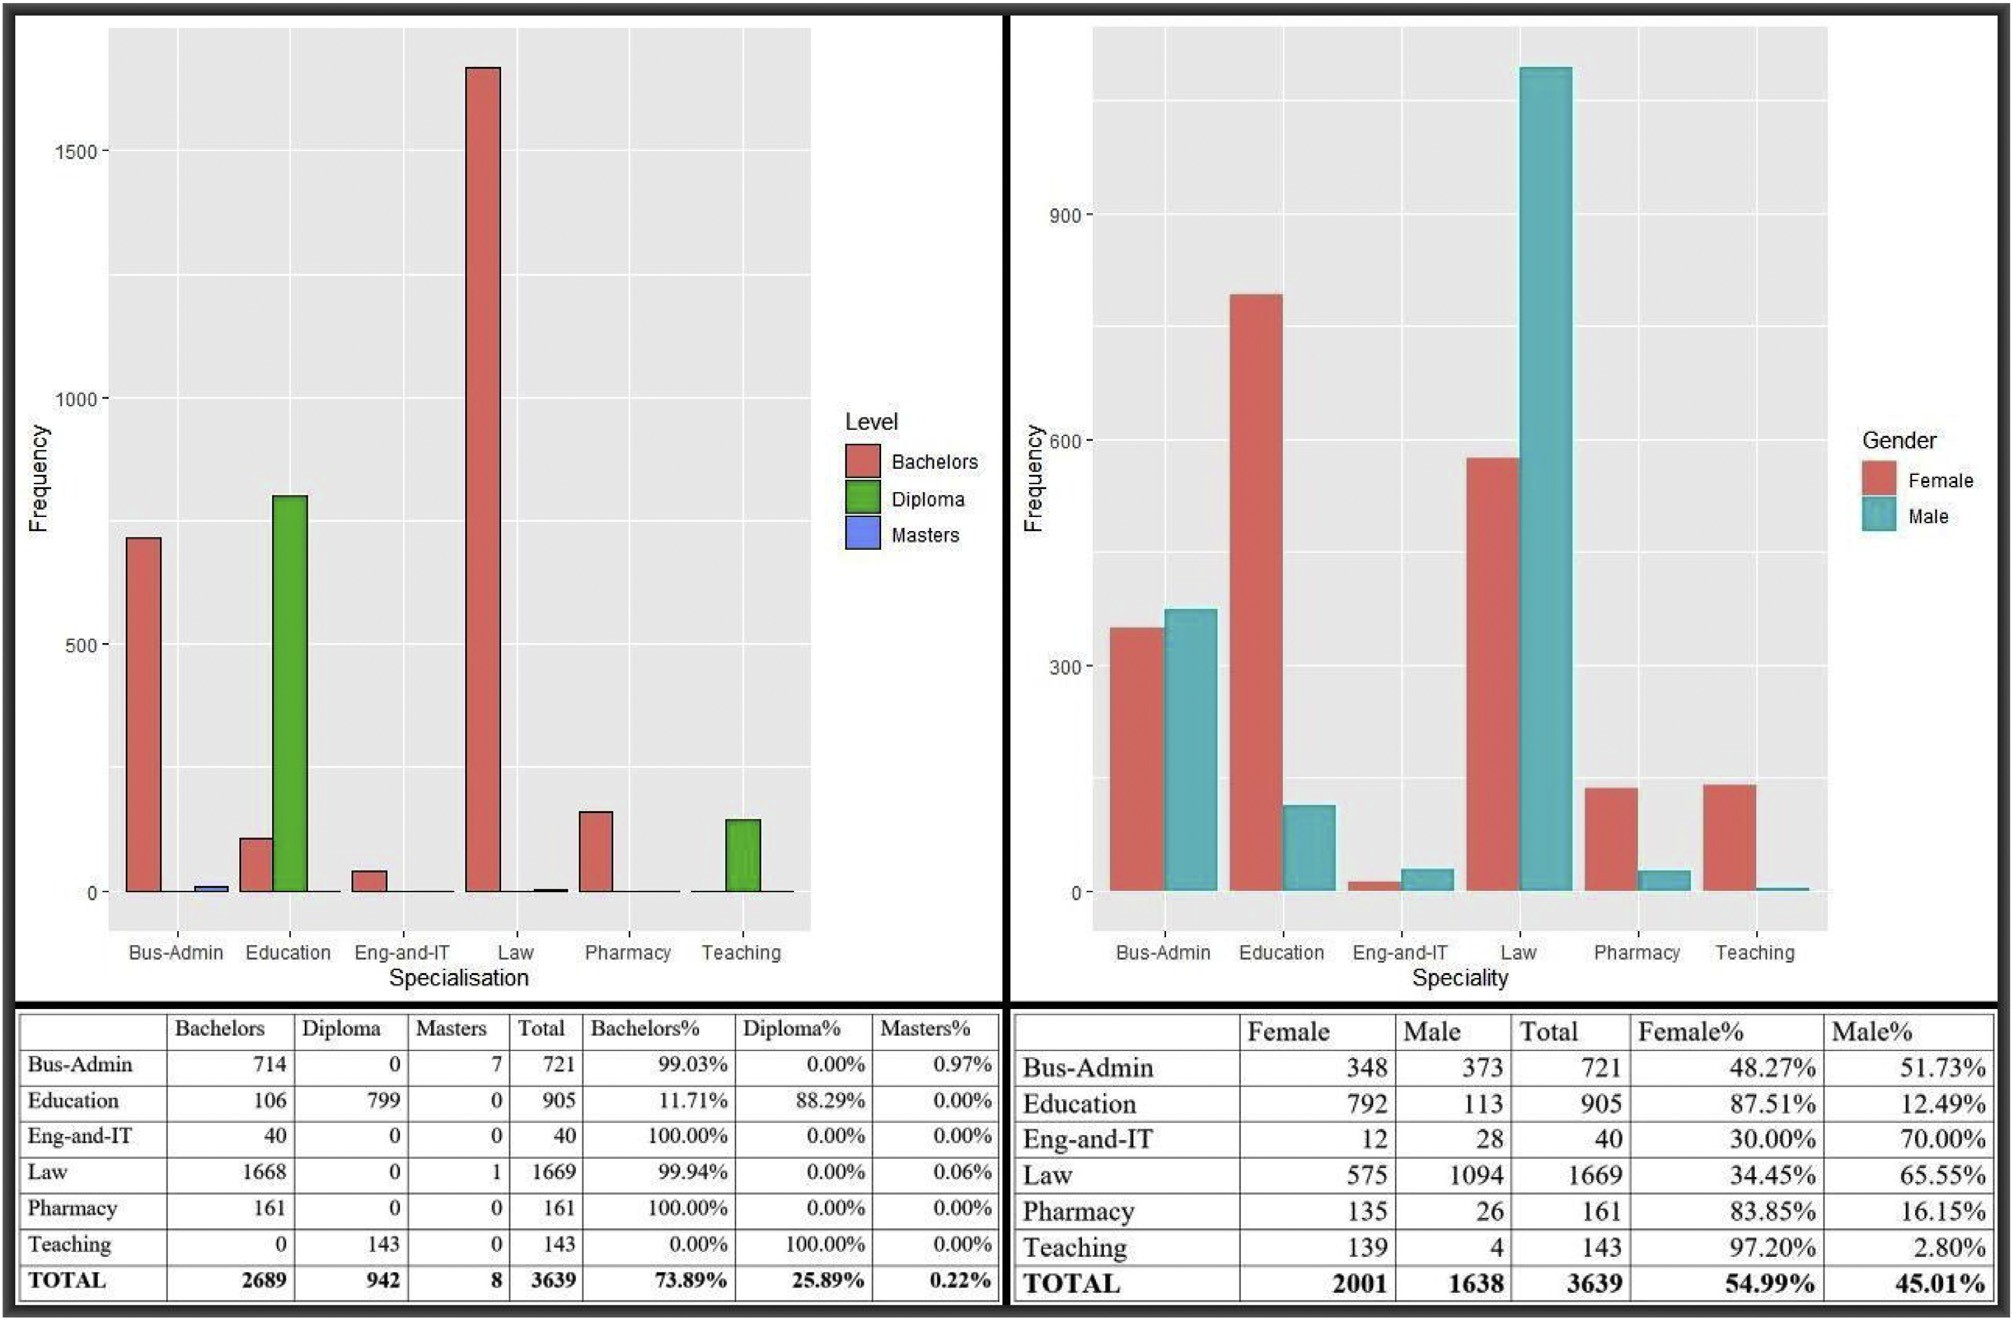 1500
1000
500
0
Frequency
Bus-Admin Education Eng-and-IT Law Pharmacy Teaching
Specialisation
Level
Bachelors
Diploma
Masters
900
600
300
0
Frequency
Bus-Admin Education Eng-and-IT Law Pharmacy Teaching
Speciality
Gender
Female
Male
Bachelors Diploma Masters Total Bachelors% Diploma% Masters%
Bus-Admin 714 0 7 721 99.03% 0.00% 0.97%
Education 106 799 0 905 11.71% 88.29% 0.00%
Eng-and-IT 40 0 0 40 100.00% 0.00% 0.00%
Law 1668 0 1 1669 99.94% 0.00% 0.06%
Pharmacy 161 0 0 161 100.00% 0.00% 0.00%
Teaching 0 143 0 143 0.00% 100.00% 0.00%
TOTAL 2689 942 8 3639 73.89% 25.89% 0.22%
Female Male Total Female% Male%
Bus-Admin 348 373 721 48.27% 51.73%
Education 792 113 905 87.51% 12.49%
Eng-and-IT 12 28 40 30.00% 70.00%
Law 575 1094 1669 34.45% 65.55%
Pharmacy 135 26 161 83.85% 16.15%
Teaching 139 4 143 97.20% 2.80%
TOTAL 2001 1638 3639 54.99% 45.01%